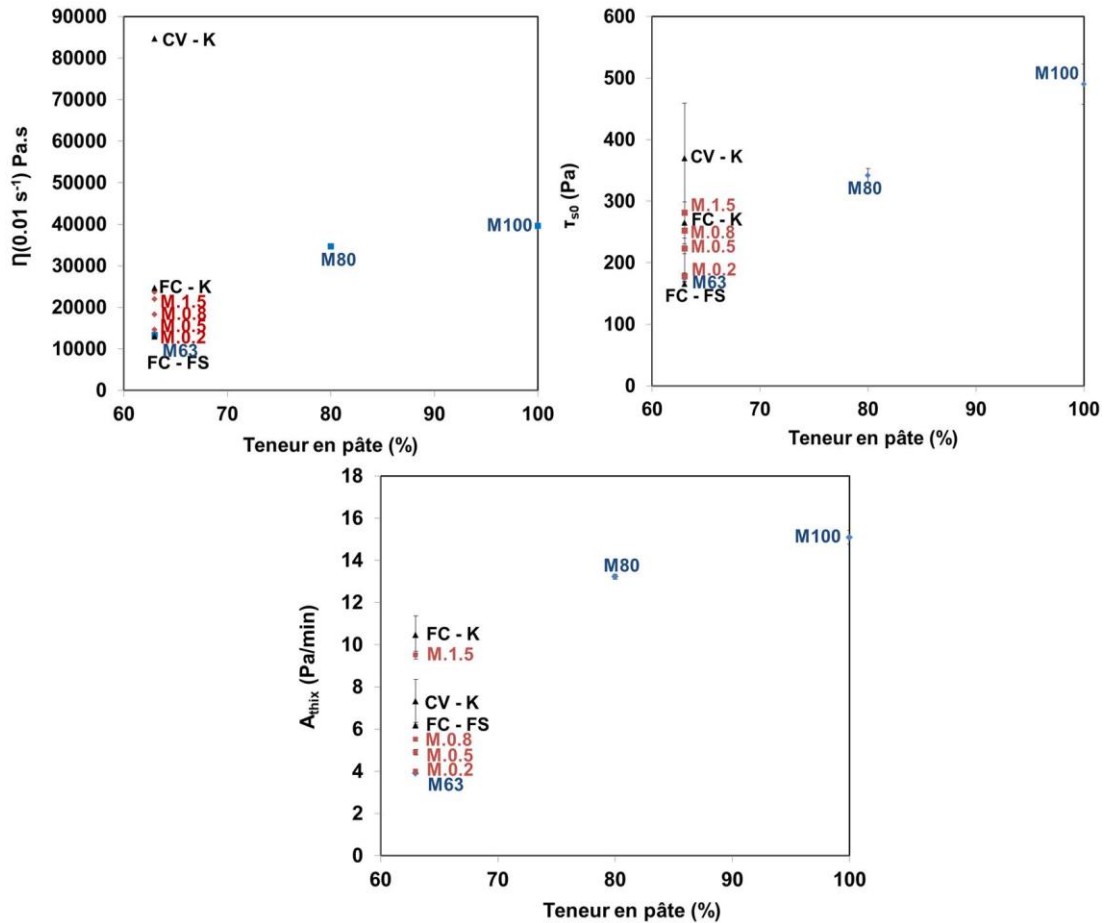 90000
80000
70000
60000
50000
40000
30000
20000
10000
0
η(0.01 s⁻¹) Pa.s
CV - K
M100
M80
FC - K
M.1.5
M.0.8
M.0.5
M.0.2
M63
FC - FS
60 70 80 90 100
Teneur en pâte (%)
600
500
400
300
200
100
0
τs0 (Pa)
M100
CV - K
M80
M.1.5
FC - K
M.0.8
M.0.5
M.0.2
M63
FC - FS
60 70 80 90 100
Teneur en pâte (%)
18
16
14
12
10
8
6
4
2
0
Athix (Pa/min)
M100
M80
FC - K
M.1.5
CV - K
FC - FS
M.0.8
M.0.5
M.0.2
M63
60 70 80 90 100
Teneur en pâte (%)